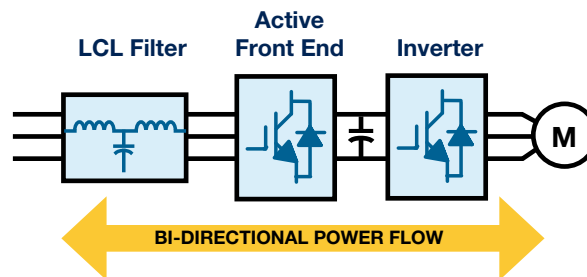 Active
Front End
LCL Filter
Inverter
M
BI-DIRECTIONAL POWER FLOW